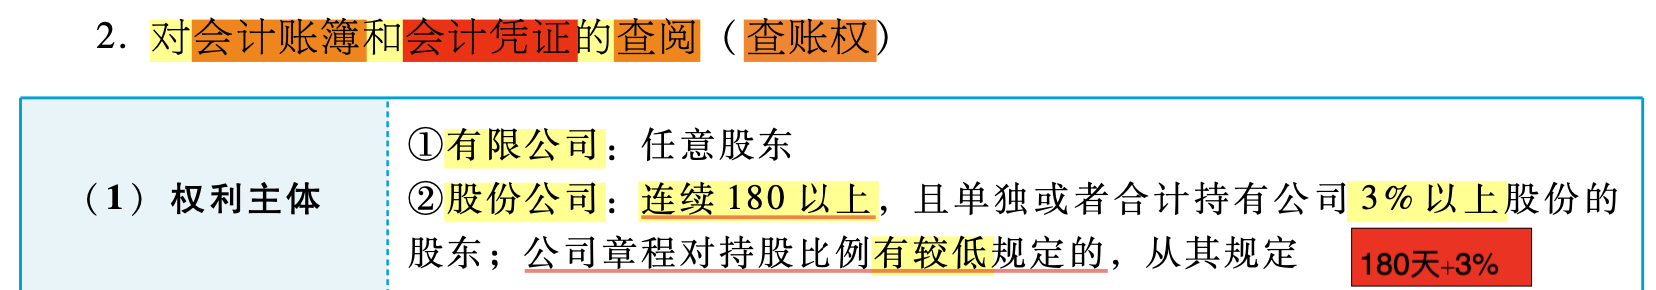 2. 对会计账簿和会计凭证的查阅（查账权）
（1）权利主体
①有限公司：任意股东
②股份公司：连续 180 以上，且单独或者合计持有公司 3% 以上股份的
股东；公司章程对持股比例有较低规定的，从其规定
180天+3%